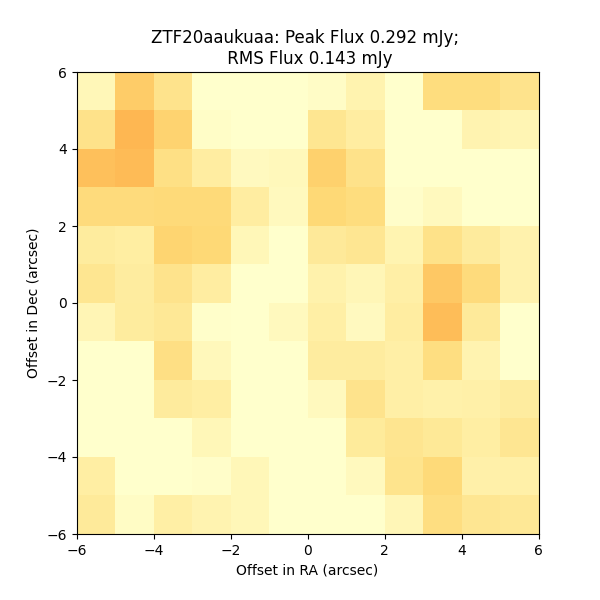 ZTF20aaukuaa: Peak Flux 0.292 mJy;
RMS Flux 0.143 mJy
6
4
2
0
−2
−4
−6
Offset in Dec (arcsec)
−6 −4 −2 0 2 4 6
Offset in RA (arcsec)